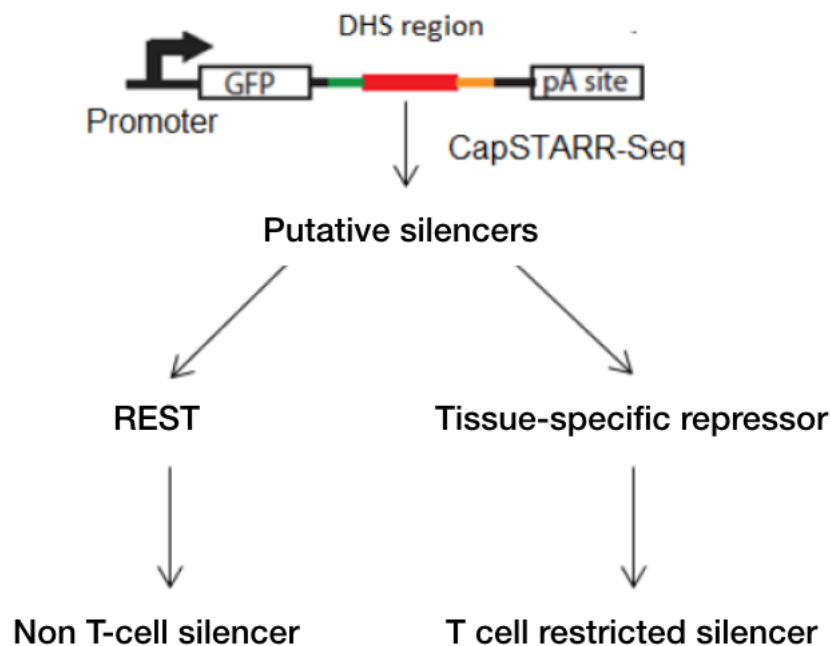 DHS region
GFP
pA site
Promoter
CapSTARR-Seq
Putative silencers
REST
Tissue-specific repressor
Non T-cell silencer
T cell restricted silencer